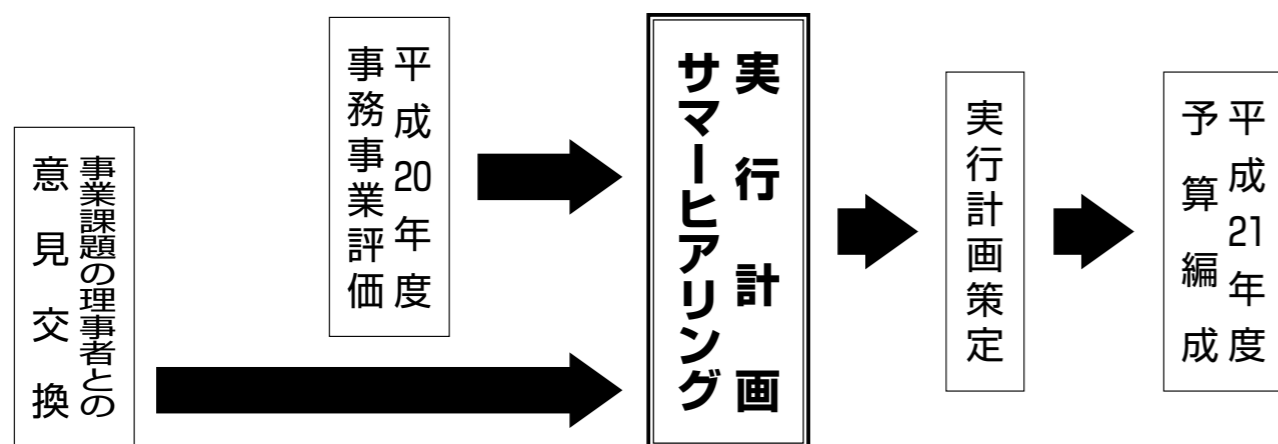 事業課題の理事者との
意見交換
平成20年度
事務事業評価
実行計画
サマーヒアリング
実行計画策定
平成21年度
予算編成